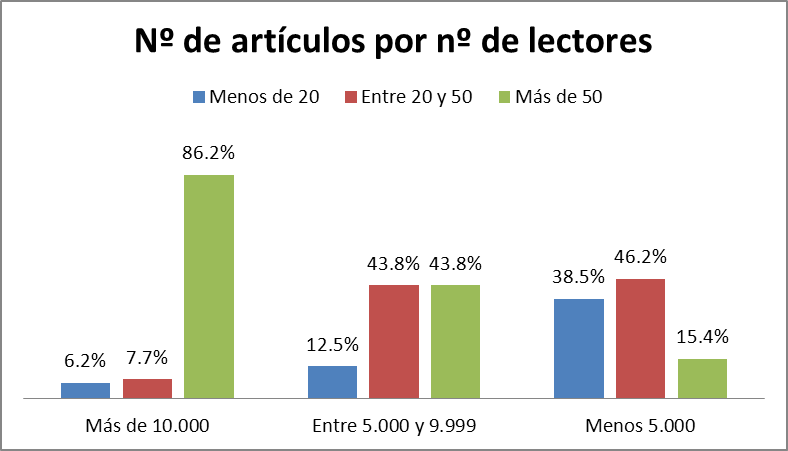 Nº de artículos por nº de lectores
Menos de 20 Entre 20 y 50 Más de 50
86.2%
43.8% 43.8% 46.2%
38.5%
6.2% 7.7% 12.5% 15.4%
Más de 10.000 Entre 5.000 y 9.999 Menos 5.000